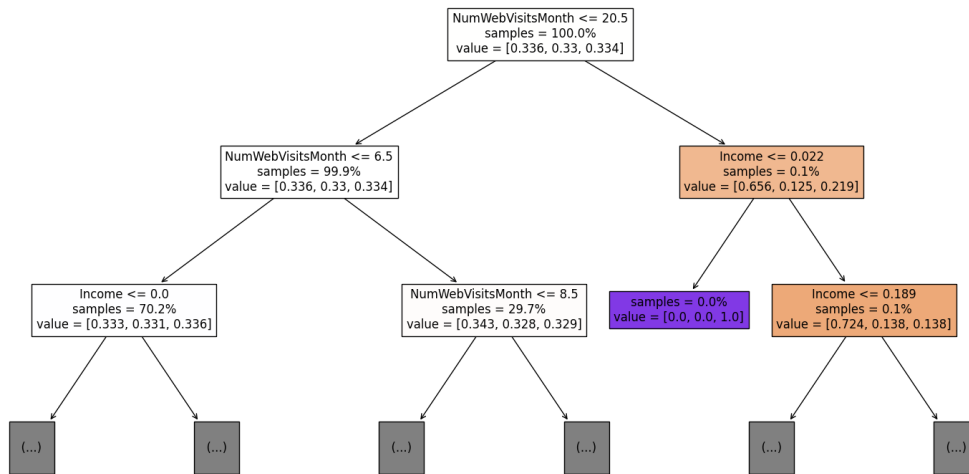 NumWebVisitsMonth <= 20.5
samples = 100.0%
value = [0.336, 0.33, 0.334]
NumWebVisitsMonth <= 6.5
samples = 99.9%
value = [0.336, 0.33, 0.334]
Income <= 0.022
samples = 0.1%
value = [0.656, 0.125, 0.219]
Income <= 0.0
samples = 70.2%
value = [0.333, 0.331, 0.336]
NumWebVisitsMonth <= 8.5
samples = 29.7%
value = [0.343, 0.328, 0.329]
samples = 0.0%
value = [0.0, 0.0, 1.0]
Income <= 0.189
samples = 0.1%
value = [0.724, 0.138, 0.138]
(...)
(...)
(...)
(...)
(...)
(...)